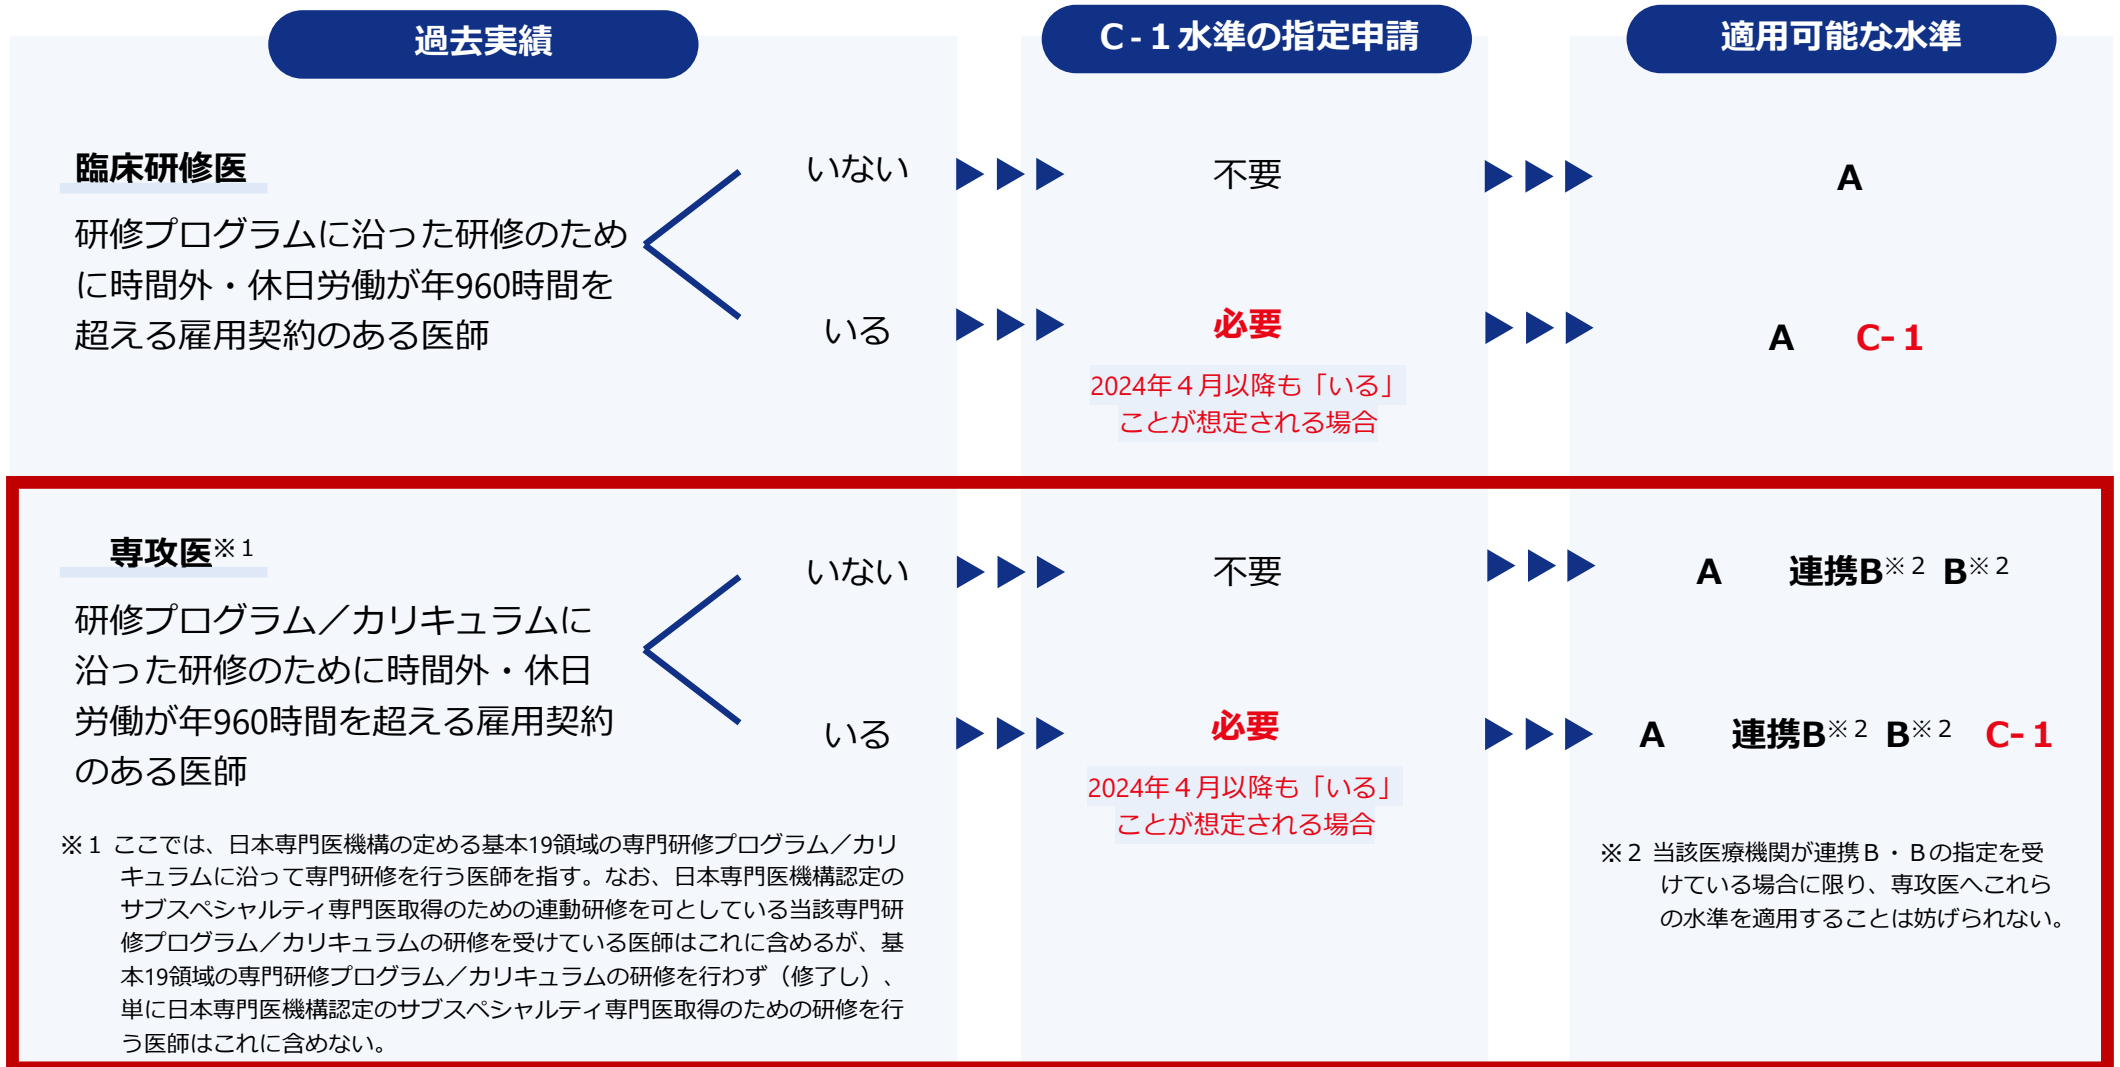 過去実績
C-1水準の指定申請
適用可能な水準
臨床研修医
研修プログラムに沿った研修のため
に時間外・休日労働が年960時間を
超える雇用契約のある医師
いない
不要
A
いる
必要
2024年４月以降も「いる」
ことが想定される場合
A C-1
専攻医※1
研修プログラム／カリキュラムに
沿った研修のために時間外・休日
労働が年960時間を超える雇用契約
のある医師
いない
不要
A 連携B※2 B※2
いる
必要
2024年４月以降も「いる」
ことが想定される場合
A 連携B※2 B※2 C-1
※1 ここでは、日本専門医機構の定める基本19領域の専門研修プログラム／カリ
キュラムに沿って専門研修を行う医師を指す。なお、日本専門医機構認定の
サブスペシャルティ専門医取得のための連動研修を可としている当該専門研
修プログラム／カリキュラムの研修を受けている医師はこれに含めるが、基
本19領域の専門研修プログラム／カリキュラムの研修を行わず（修了し）、
単に日本専門医機構認定のサブスペシャルティ専門医取得のための研修を行
う医師はこれに含めない。
※2 当該医療機関が連携Ｂ・Ｂの指定を受
けている場合に限り、専攻医へこれら
の水準を適用することは妨げられない。